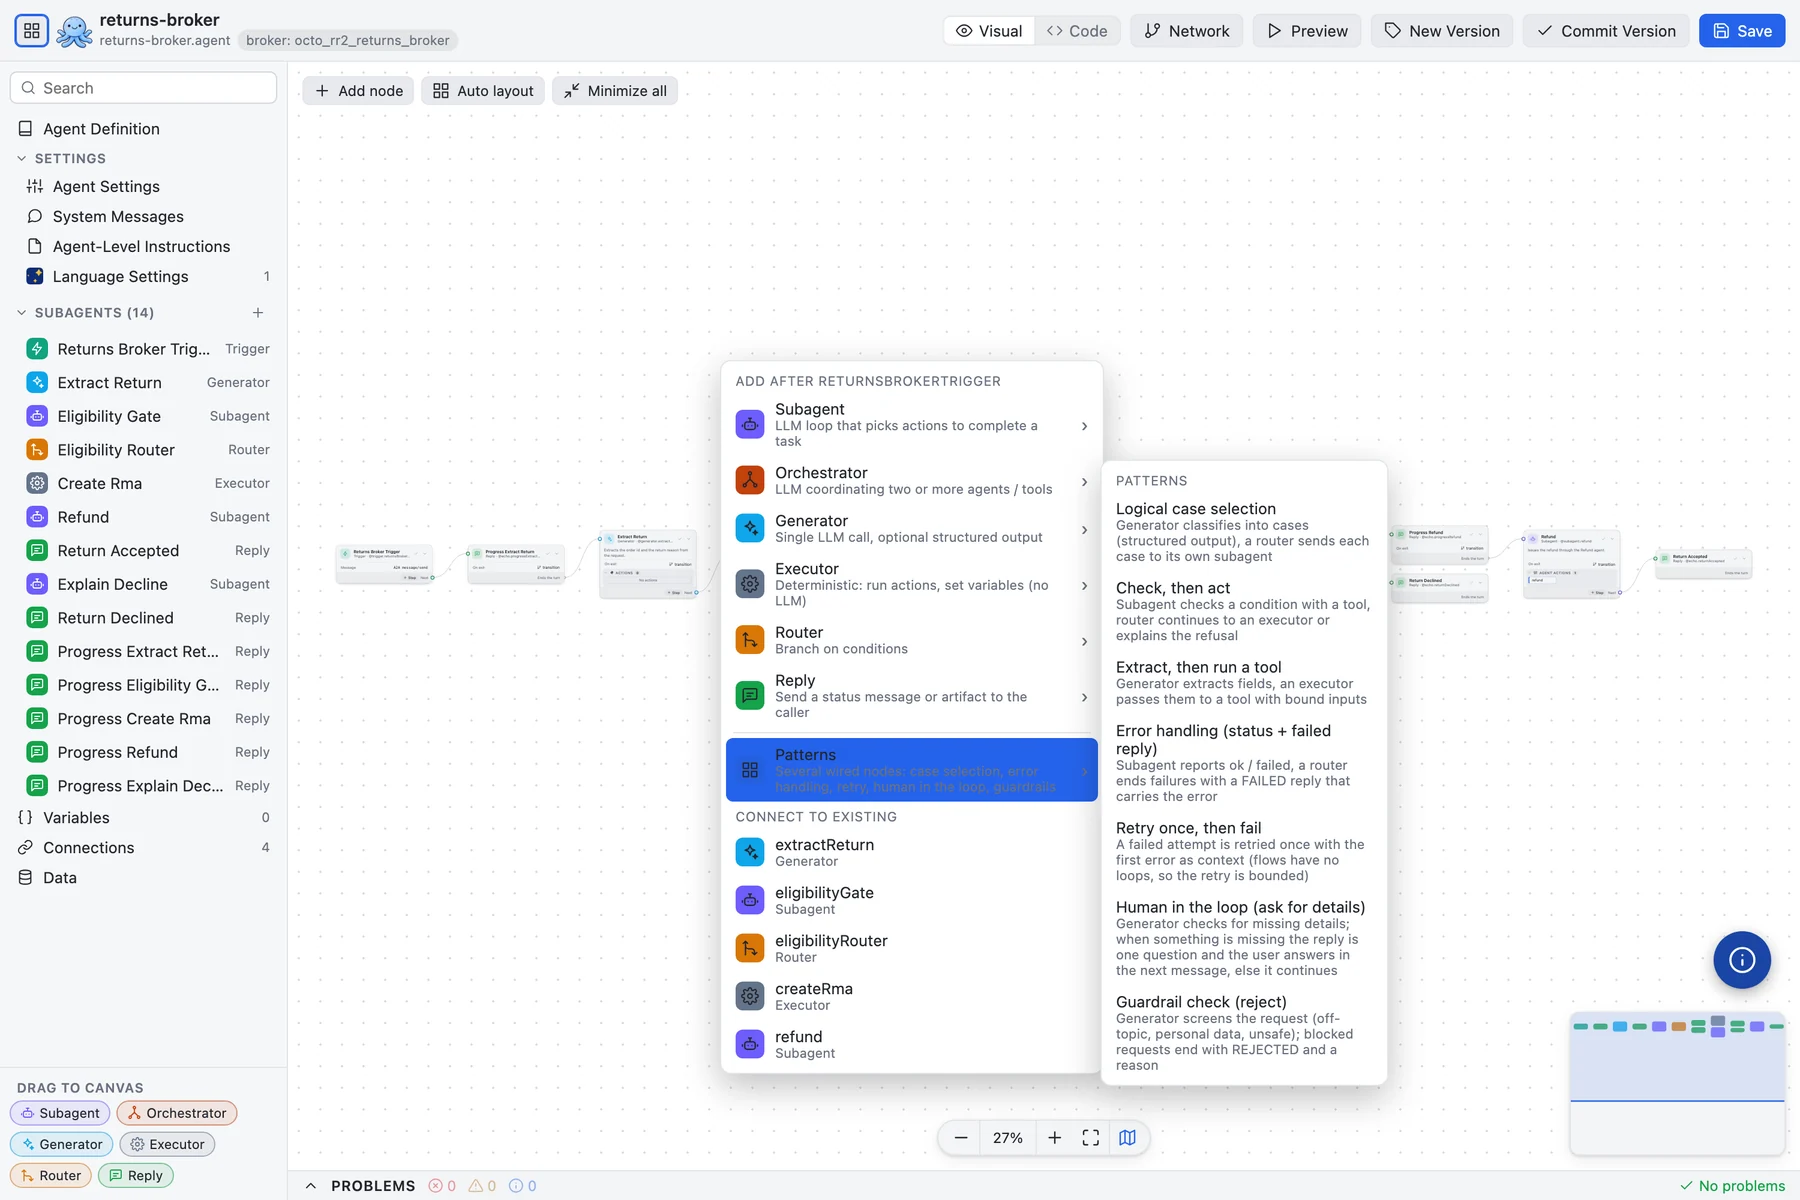 returns-broker
returns-broker.agent
broker: octo_rr2_returns_broker
Visual
Code
Network
Preview
New Version
Commit Version
Save
Search
Agent Definition
SETTINGS
Agent Settings
System Messages
Agent-Level Instructions
Language Settings 1
SUBAGENTS (14)
Returns Broker Trig... Trigger
Extract Return Generator
Eligibility Gate Subagent
Eligibility Router Router
Create Rma Executor
Refund Subagent
Return Accepted Reply
Explain Decline Subagent
Return Declined Reply
Progress Extract Ret... Reply
Progress Eligibility G... Reply
Progress Create Rma Reply
Progress Refund Reply
Progress Explain Dec... Reply
Variables 0
Connections 4
Data
DRAG TO CANVAS
Subagent
Orchestrator
Generator
Executor
Router
Reply
Add node
Auto layout
Minimize all
Returns Broker Trigger
Progress Extract Return
Extract Return
ADD AFTER RETURNSBROKERTRIGGER
Subagent
LLM loop that picks actions to complete a
task
Orchestrator
LLM coordinating two or more agents / tools
Generator
Single LLM call, optional structured output
Executor
Deterministic: run actions, set variables (no
LLM)
Router
Branch on conditions
Reply
Send a status message or artifact to the
caller
Patterns
Several wired nodes: case selection, error
handling, retry, human in the loop, guardrails
CONNECT TO EXISTING
extractReturn
Generator
eligibilityGate
Subagent
eligibilityRouter
Router
createRma
Executor
refund
Subagent
PATTERNS
Logical case selection
Generator classifies into cases
(structured output), a router sends each
case to its own subagent
Check, then act
Subagent checks a condition with a tool,
router continues to an executor or
explains the refusal
Extract, then run a tool
Generator extracts fields, an executor
passes them to a tool with bound inputs
Error handling (status + failed
reply)
Subagent reports ok / failed, a router
ends failures with a FAILED reply that
carries the error
Retry once, then fail
A failed attempt is retried once with the
first error as context (flows have no
loops, so the retry is bounded)
Human in the loop (ask for details)
Generator checks for missing details;
when something is missing the reply is
one question and the user answers in
the next message, else it continues
Guardrail check (reject)
Generator screens the request (off-
topic, personal data, unsafe); blocked
requests end with REJECTED and a
reason
Progress Refund
Return Declined
Refund
Return Accepted
27%
PROBLEMS 0 0 0
No problems